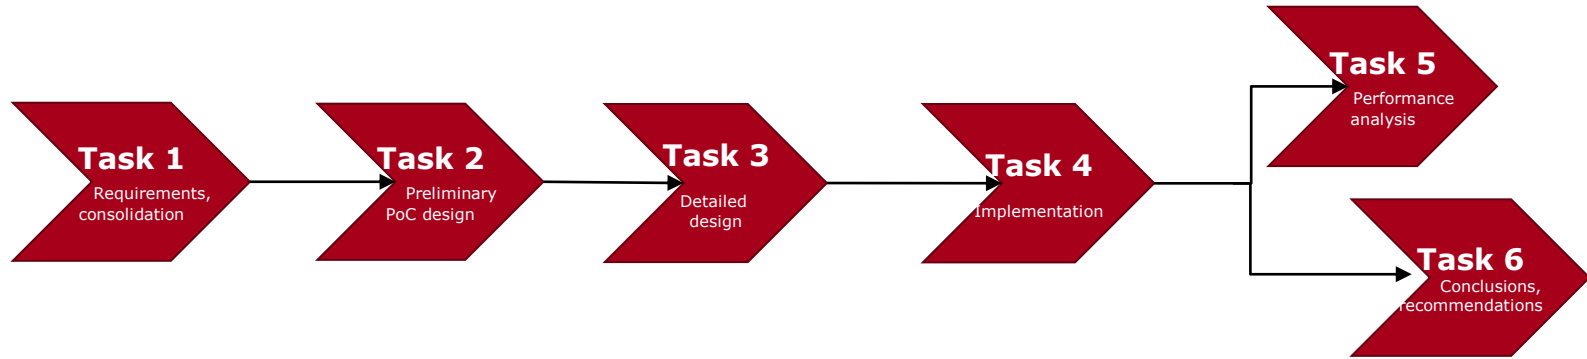 Task 1
Requirements,
consolidation
Task 2
Preliminary
PoC design
Task 3
Detailed
design
Task 4
Implementation
Task 5
Performance
analysis
Task 6
Conclusions,
recommendations